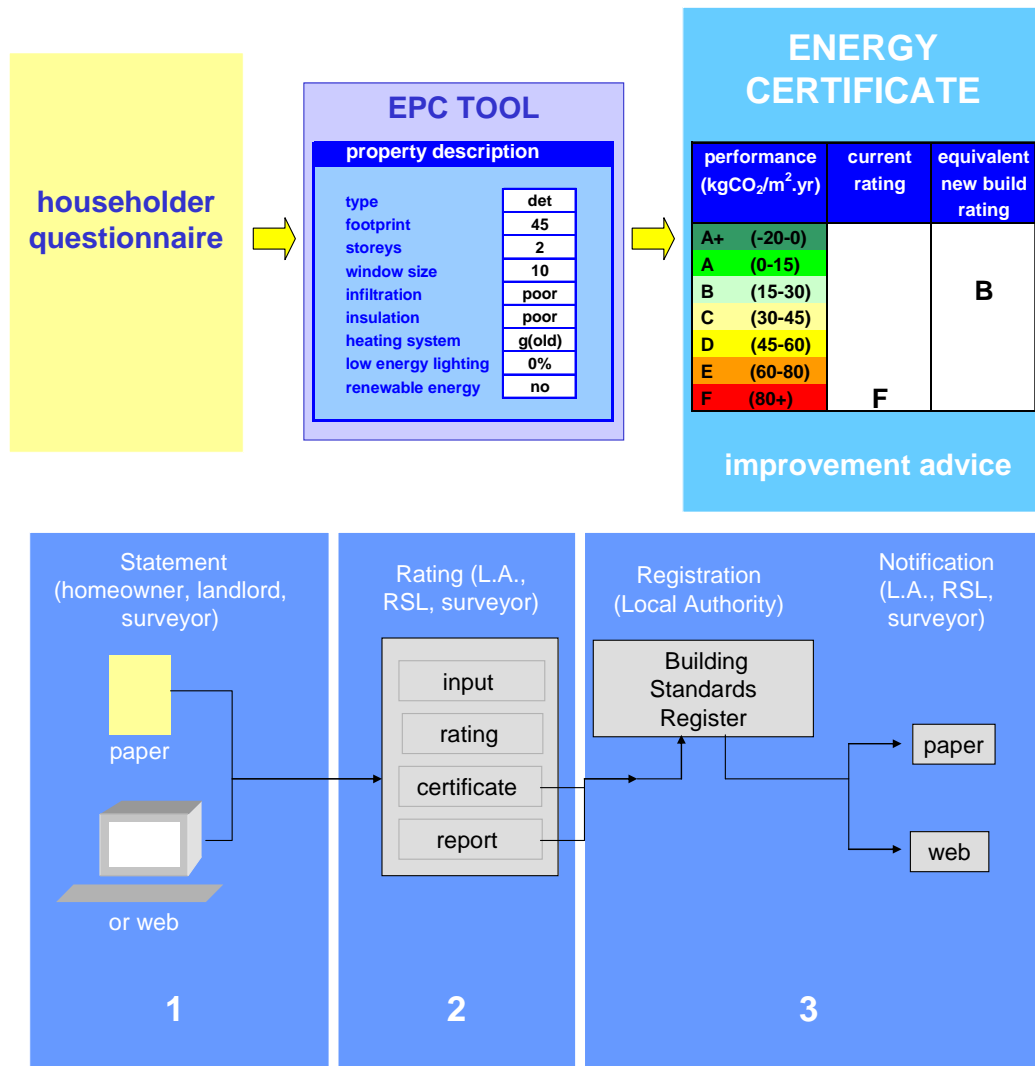 householder
questionnaire
EPC TOOL
property description
type det
footprint 45
storeys 2
window size 10
infiltration poor
insulation poor
heating system g(old)
low energy lighting 0%
renewable energy no
ENERGY
CERTIFICATE
performance current equivalent
(kgCO₂/m².yr) rating new build
rating
A+ (-20-0)
A (0-15)
B (15-30) B
C (30-45)
D (45-60)
E (60-80)
F (80+) F
improvement advice
Statement
(homeowner, landlord,
surveyor)
paper
or web
1
Rating (L.A.,
RSL, surveyor)
input
rating
certificate
report
2
Registration
(Local Authority)
Building
Standards
Register
Notification
(L.A., RSL,
surveyor)
paper
web
3